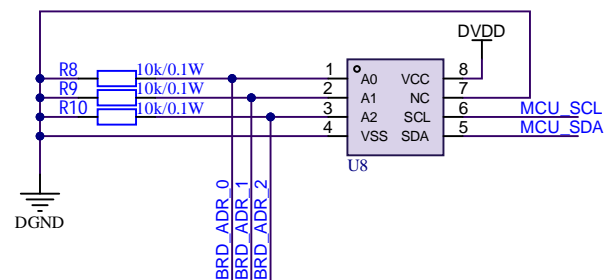 DVDD
R8 10k/0.1W 1 A0 VCC 8
R9 10k/0.1W 2 A1 NC 7
R10 10k/0.1W 3 A2 SCL 6 MCU_SCL
4 VSS SDA 5 MCU_SDA
U8
DGND
BRD_ADR_0
BRD_ADR_1
BRD_ADR_2